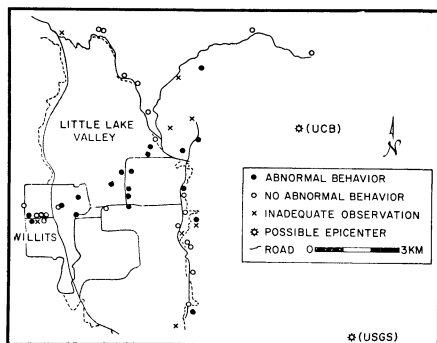 LITTLE LAKE
VALLEY
(UCB)
N
ABNORMAL BEHAVIOR
NO ABNORMAL BEHAVIOR
INADEQUATE OBSERVATION
POSSIBLE EPICENTER
ROAD 0 3KM
WILLITS
(USGS)